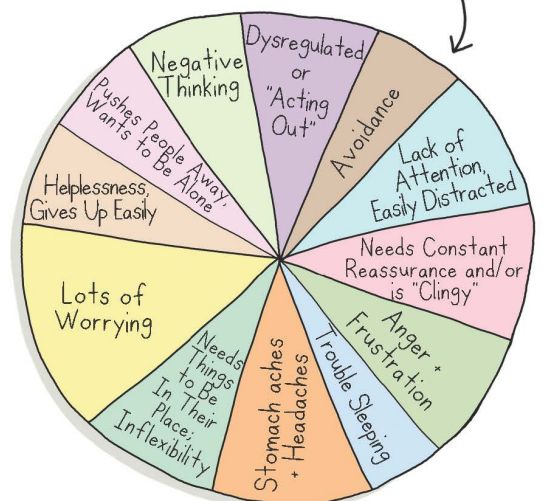 Dysregulated
or
"Acting
Out"
Avoidance
Lack of
Attention,
Easily Distracted
Needs Constant
Reassurance and/or
is "Clingy"
Anger +
Frustration
Trouble Sleeping
Stomach aches
+ Headaches
Needs
Things
to Be
In Their
Place;
Inflexibility
Lots of
Worrying
Helplessness,
Gives Up Easily
Pushes People Away,
Wants to Be Alone
Negative
Thinking